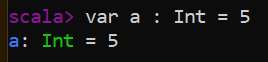 scala> var a : Int = 5
a: Int = 5